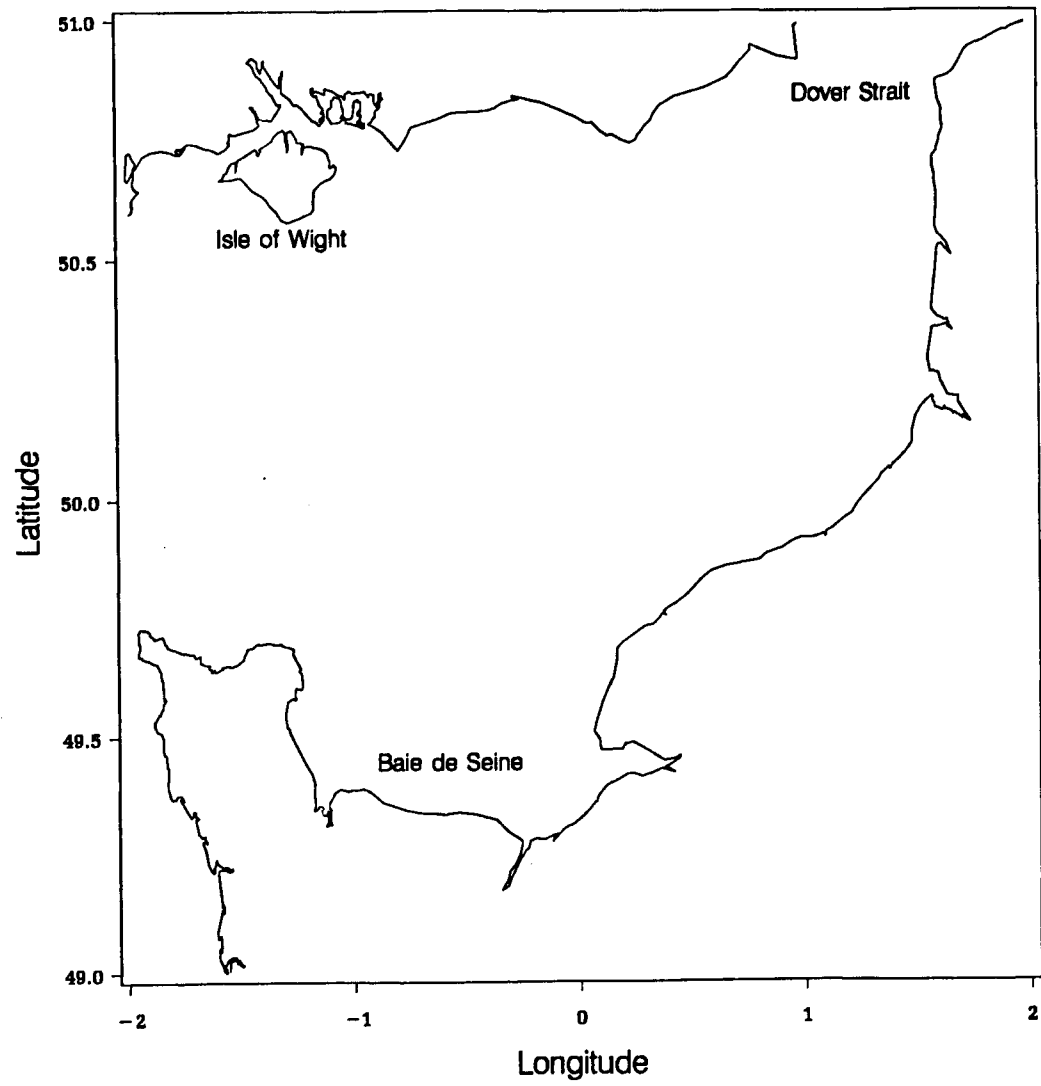 51.0
Dover Strait
Isle of Wight
50.5
Latitude
50.0
49.5
Baie de Seine
49.0
-2 -1 0 1 2
Longitude